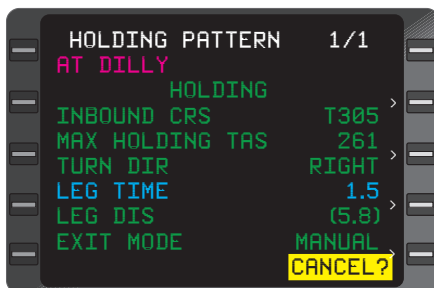 HOLDING PATTERN 1/1
AT DILLY
HOLDING
INBOUND CRS T305
MAX HOLDING TAS 261
TURN DIR RIGHT
LEG TIME 1.5
LEG DIS (5.8)
EXIT MODE MANUAL
CANCEL?